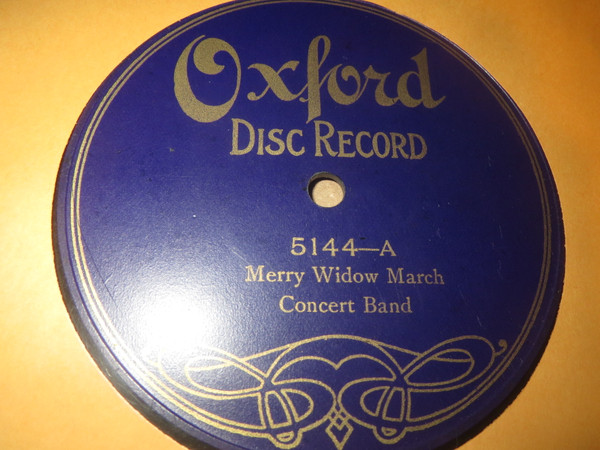 Oxford
DISC RECORD
5144—A
Merry Widow March
Concert Band